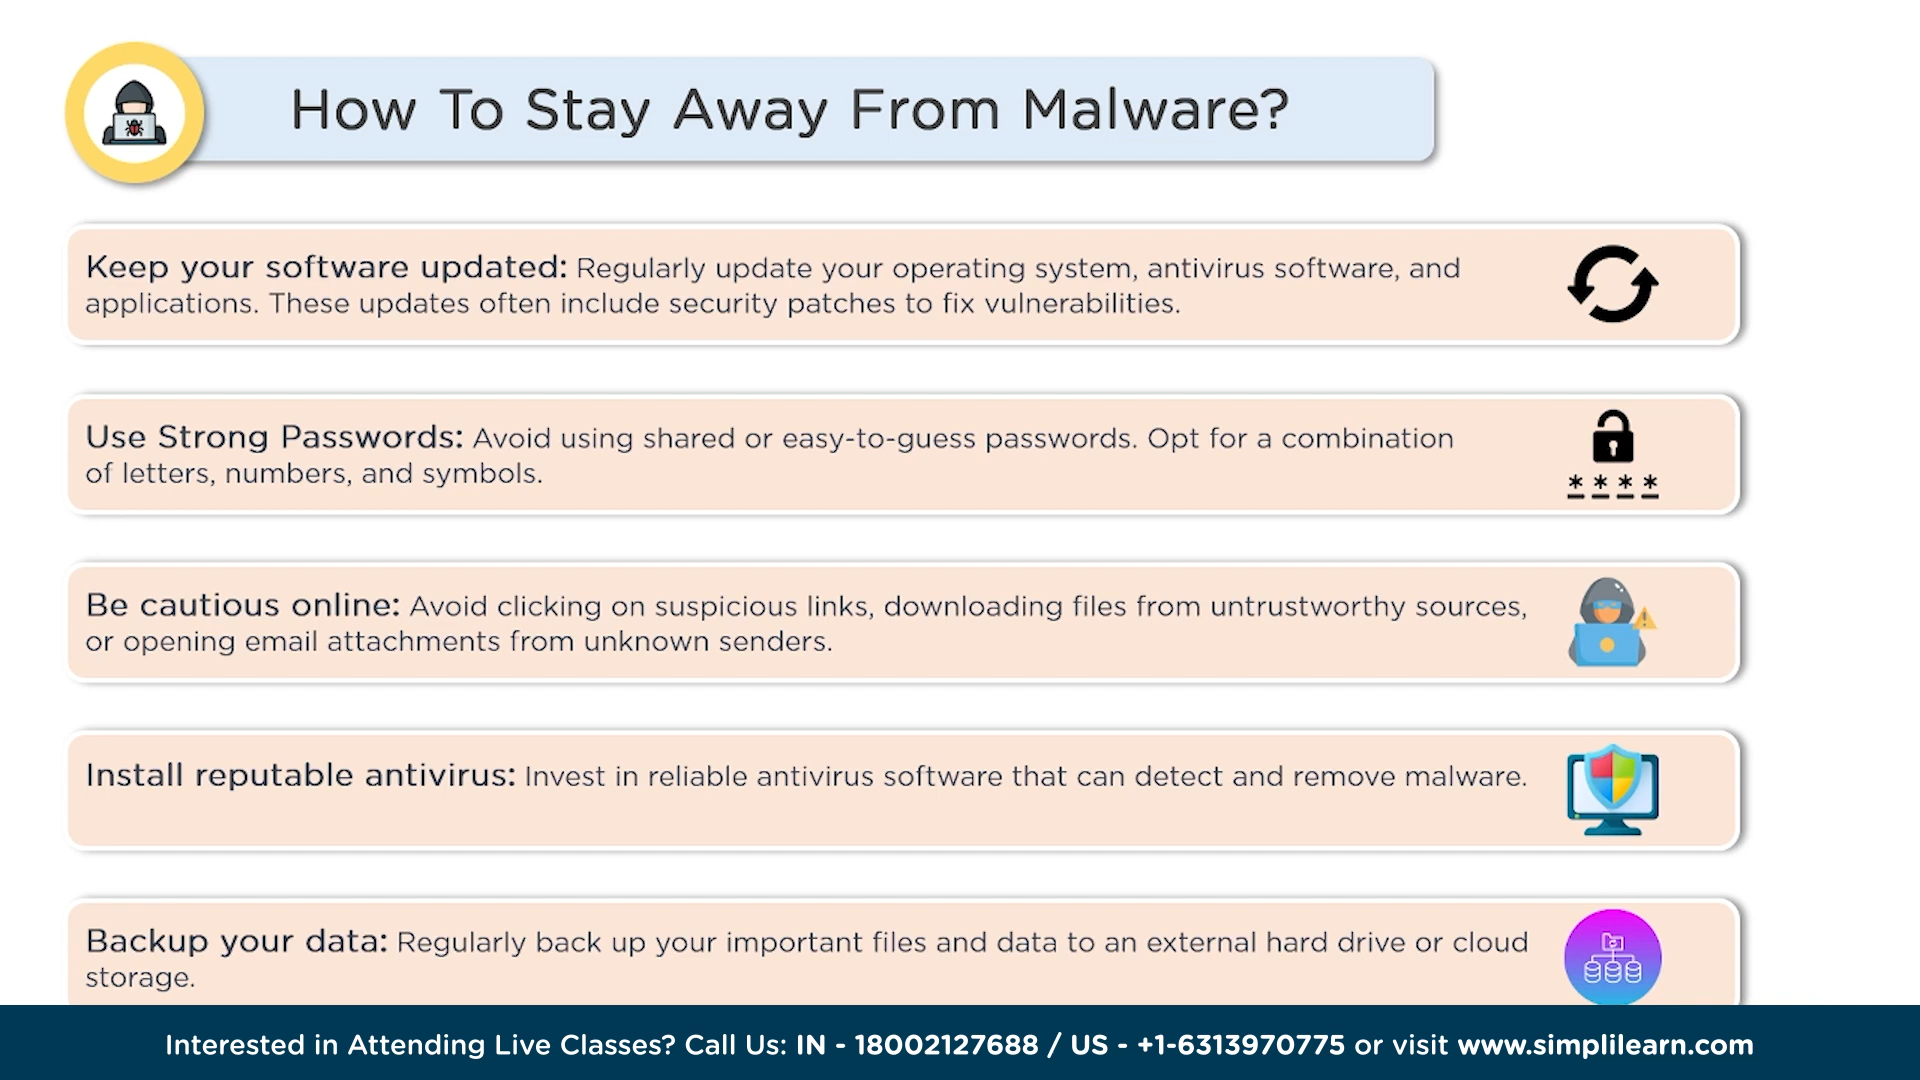 How To Stay Away From Malware?
Keep your software updated: Regularly update your operating system, antivirus software, and
applications. These updates often include security patches to fix vulnerabilities.
Use Strong Passwords: Avoid using shared or easy-to-guess passwords. Opt for a combination
of letters, numbers, and symbols.
* * * *
Be cautious online: Avoid clicking on suspicious links, downloading files from untrustworthy sources,
or opening email attachments from unknown senders.
Install reputable antivirus: Invest in reliable antivirus software that can detect and remove malware.
Backup your data: Regularly back up your important files and data to an external hard drive or cloud
storage.
Interested in Attending Live Classes? Call Us: IN - 18002127688 / US - +1-6313970775 or visit www.simplilearn.com